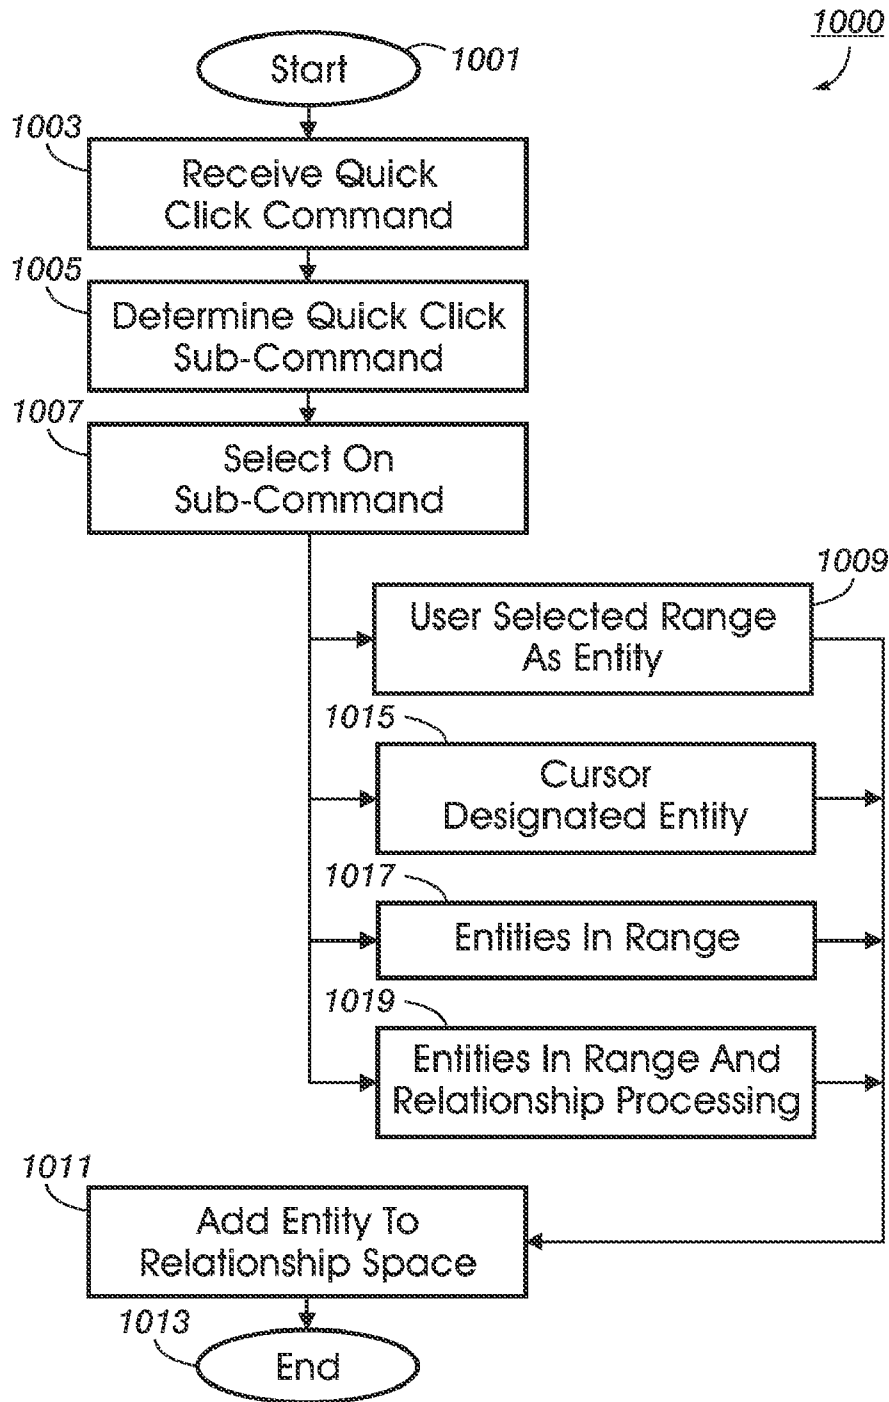 1000
Start
1001
1003
Receive Quick
Click Command
1005
Determine Quick Click
Sub-Command
1007
Select On
Sub-Command
1009
User Selected Range
As Entity
1015
Cursor
Designated Entity
1017
Entities In Range
1019
Entities In Range And
Relationship Processing
1011
Add Entity To
Relationship Space
1013
End